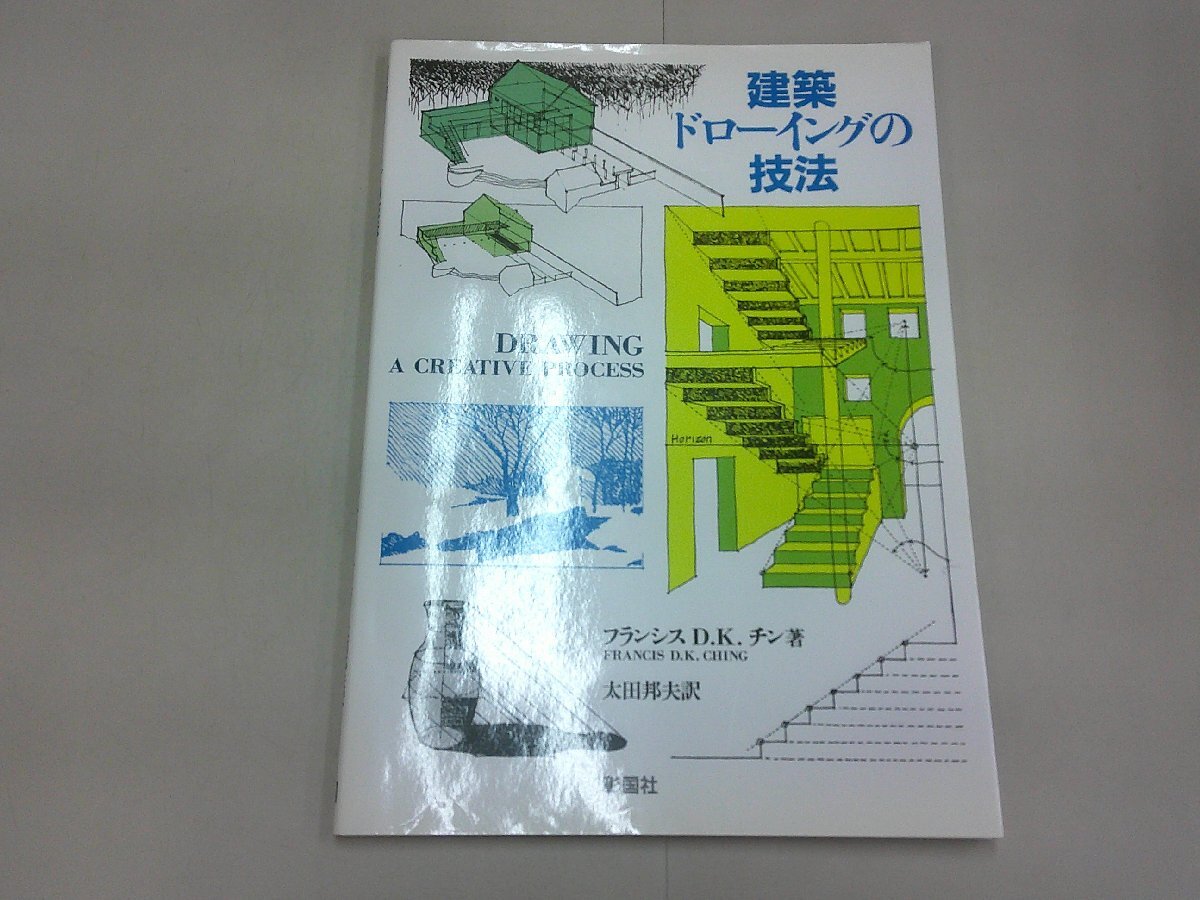 建築
ドローイングの
技法
DRAWING
A CREATIVE PROCESS
Horizon
フランシス D.K. チン著
FRANCIS D.K. CHING
太田邦夫訳
彰国社